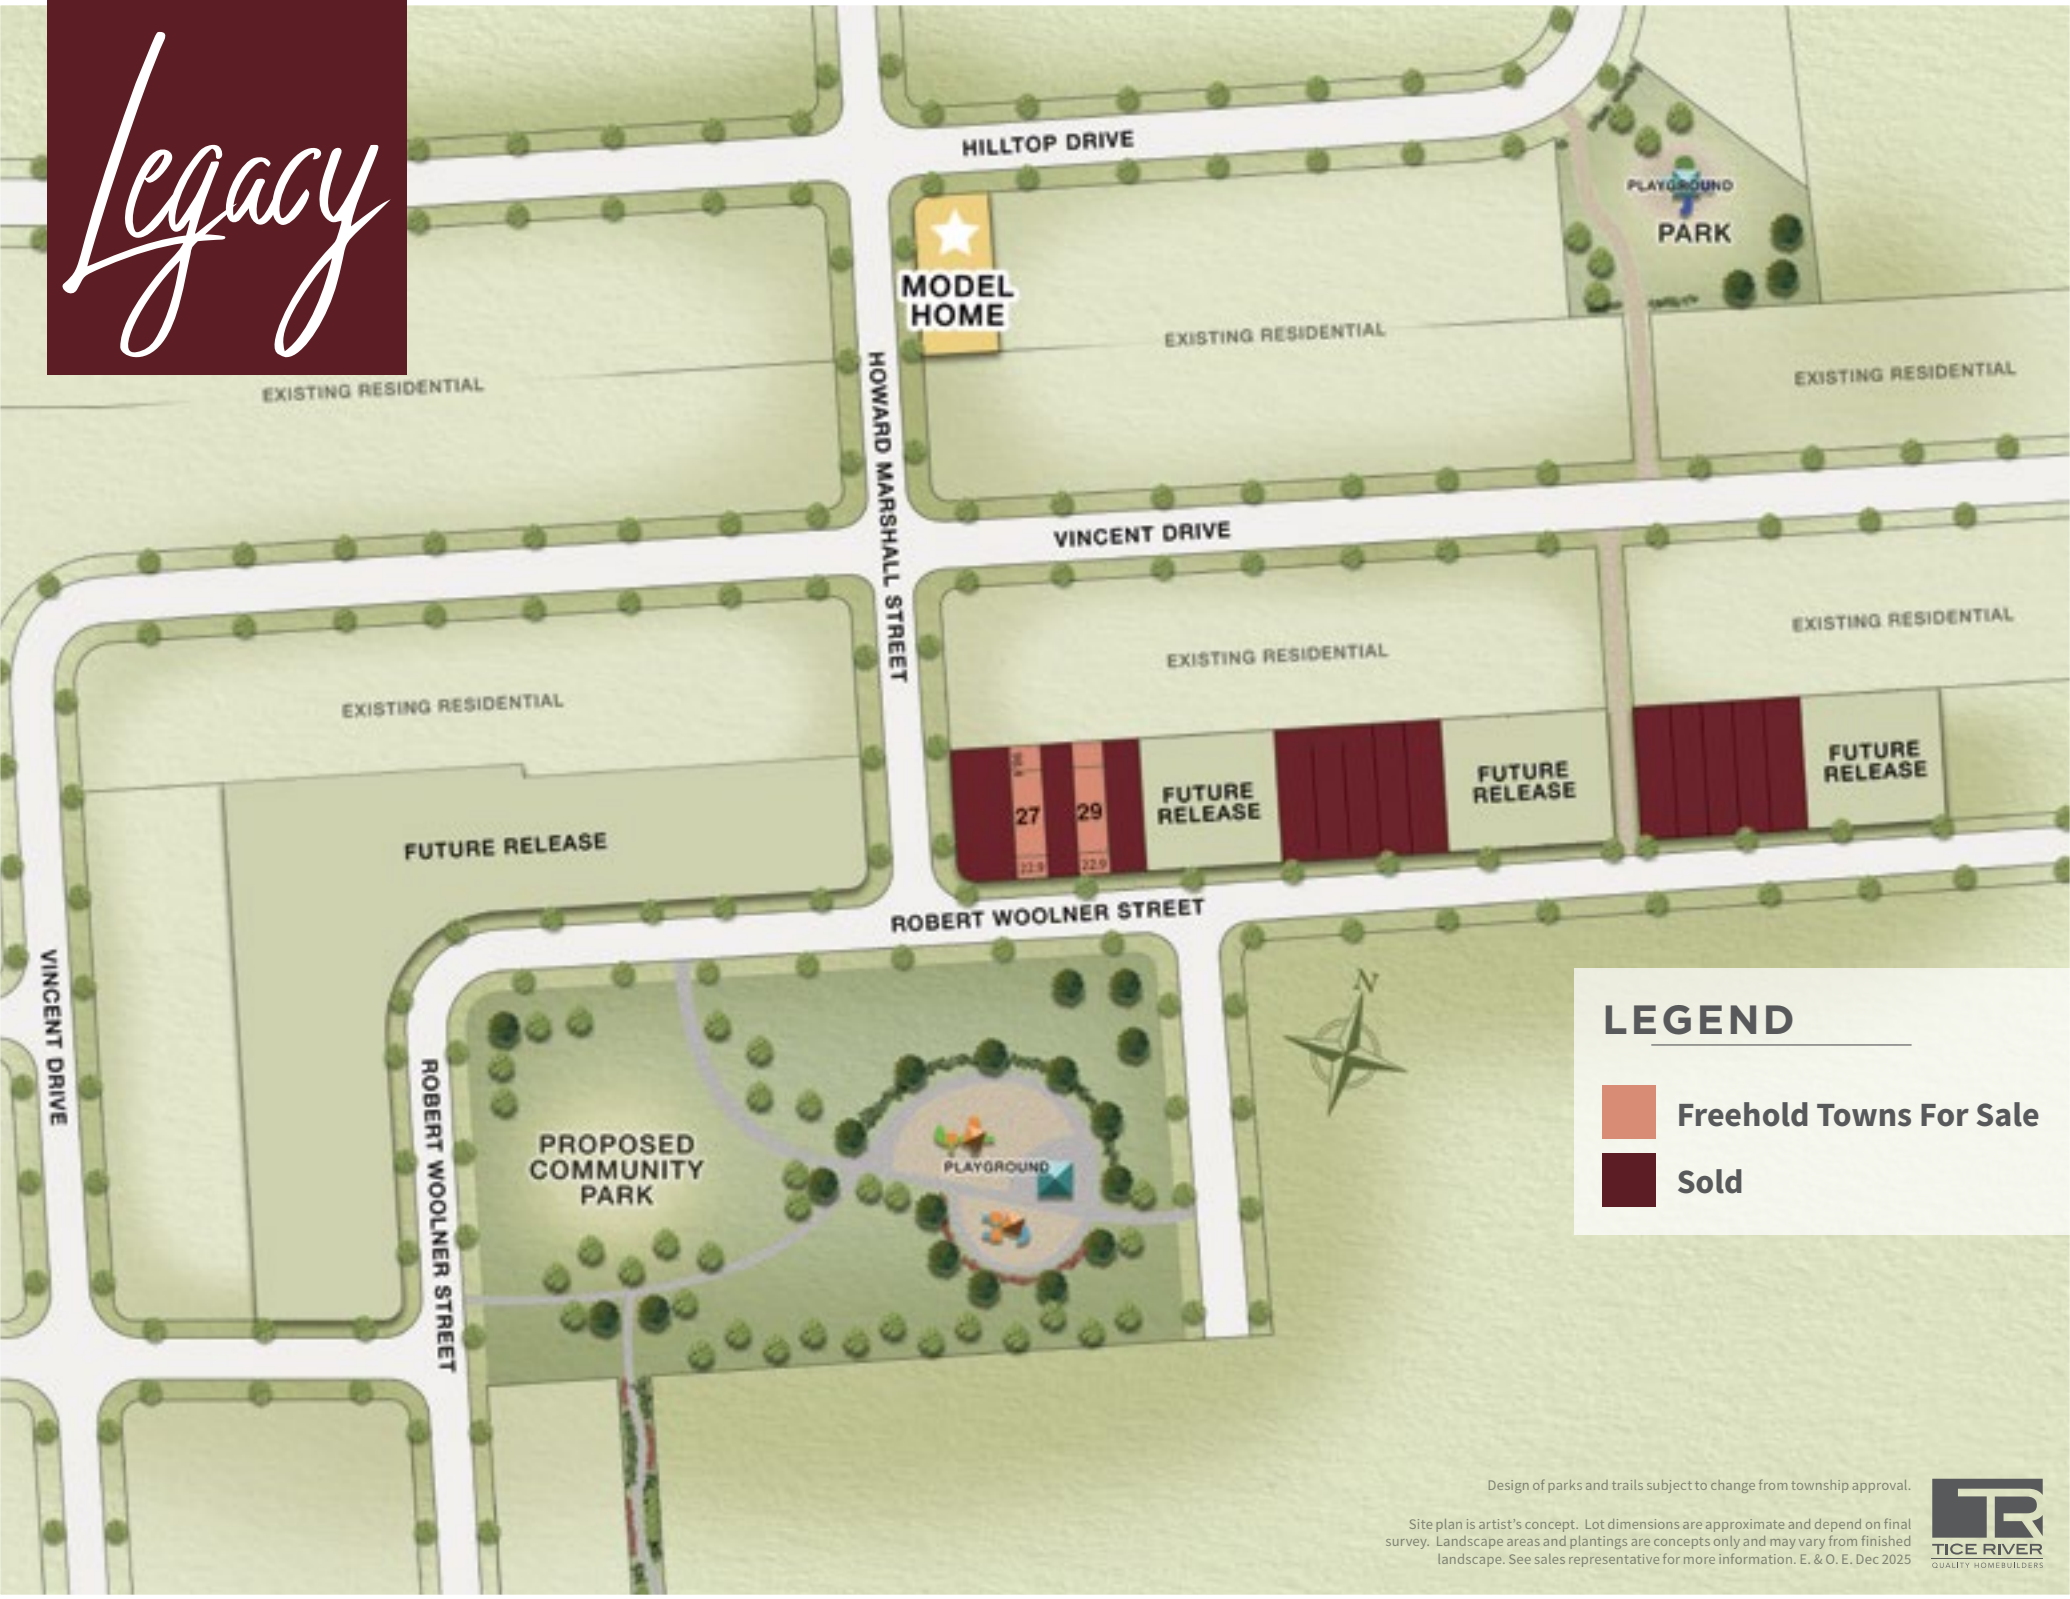 Legacy
HILLTOP DRIVE
PLAYGROUND
PARK
MODEL
HOME
EXISTING RESIDENTIAL
EXISTING RESIDENTIAL
EXISTING RESIDENTIAL
HOWARD MARSHALL STREET
VINCENT DRIVE
EXISTING RESIDENTIAL
EXISTING RESIDENTIAL
EXISTING RESIDENTIAL
FUTURE RELEASE
27
22.9
29
22.9
FUTURE
RELEASE
FUTURE
RELEASE
FUTURE
RELEASE
ROBERT WOOLNER STREET
VINCENT DRIVE
ROBERT WOOLNER STREET
PROPOSED
COMMUNITY
PARK
PLAYGROUND
N
LEGEND
Freehold Towns For Sale
Sold
Design of parks and trails subject to change from township approval.
Site plan is artist's concept. Lot dimensions are approximate and depend on final
survey. Landscape areas and plantings are concepts only and may vary from finished
landscape. See sales representative for more information. E. & O. E. Dec 2025
TR
TICE RIVER
QUALITY HOMEBUILDERS